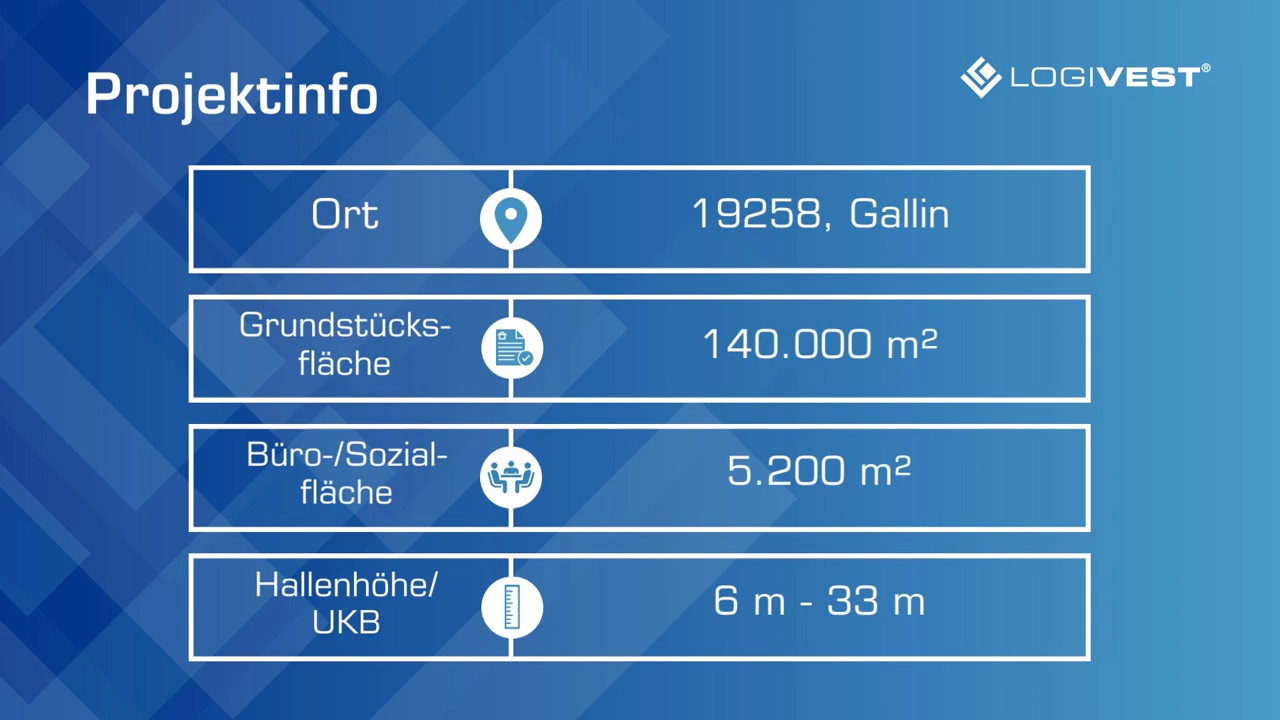 Projektinfo
LOGIVEST®
Ort
19258, Gallin
Grundstücks-
fläche
140.000 m²
Büro-/Sozial-
fläche
5.200 m²
Hallenhöhe/
UKB
6 m - 33 m